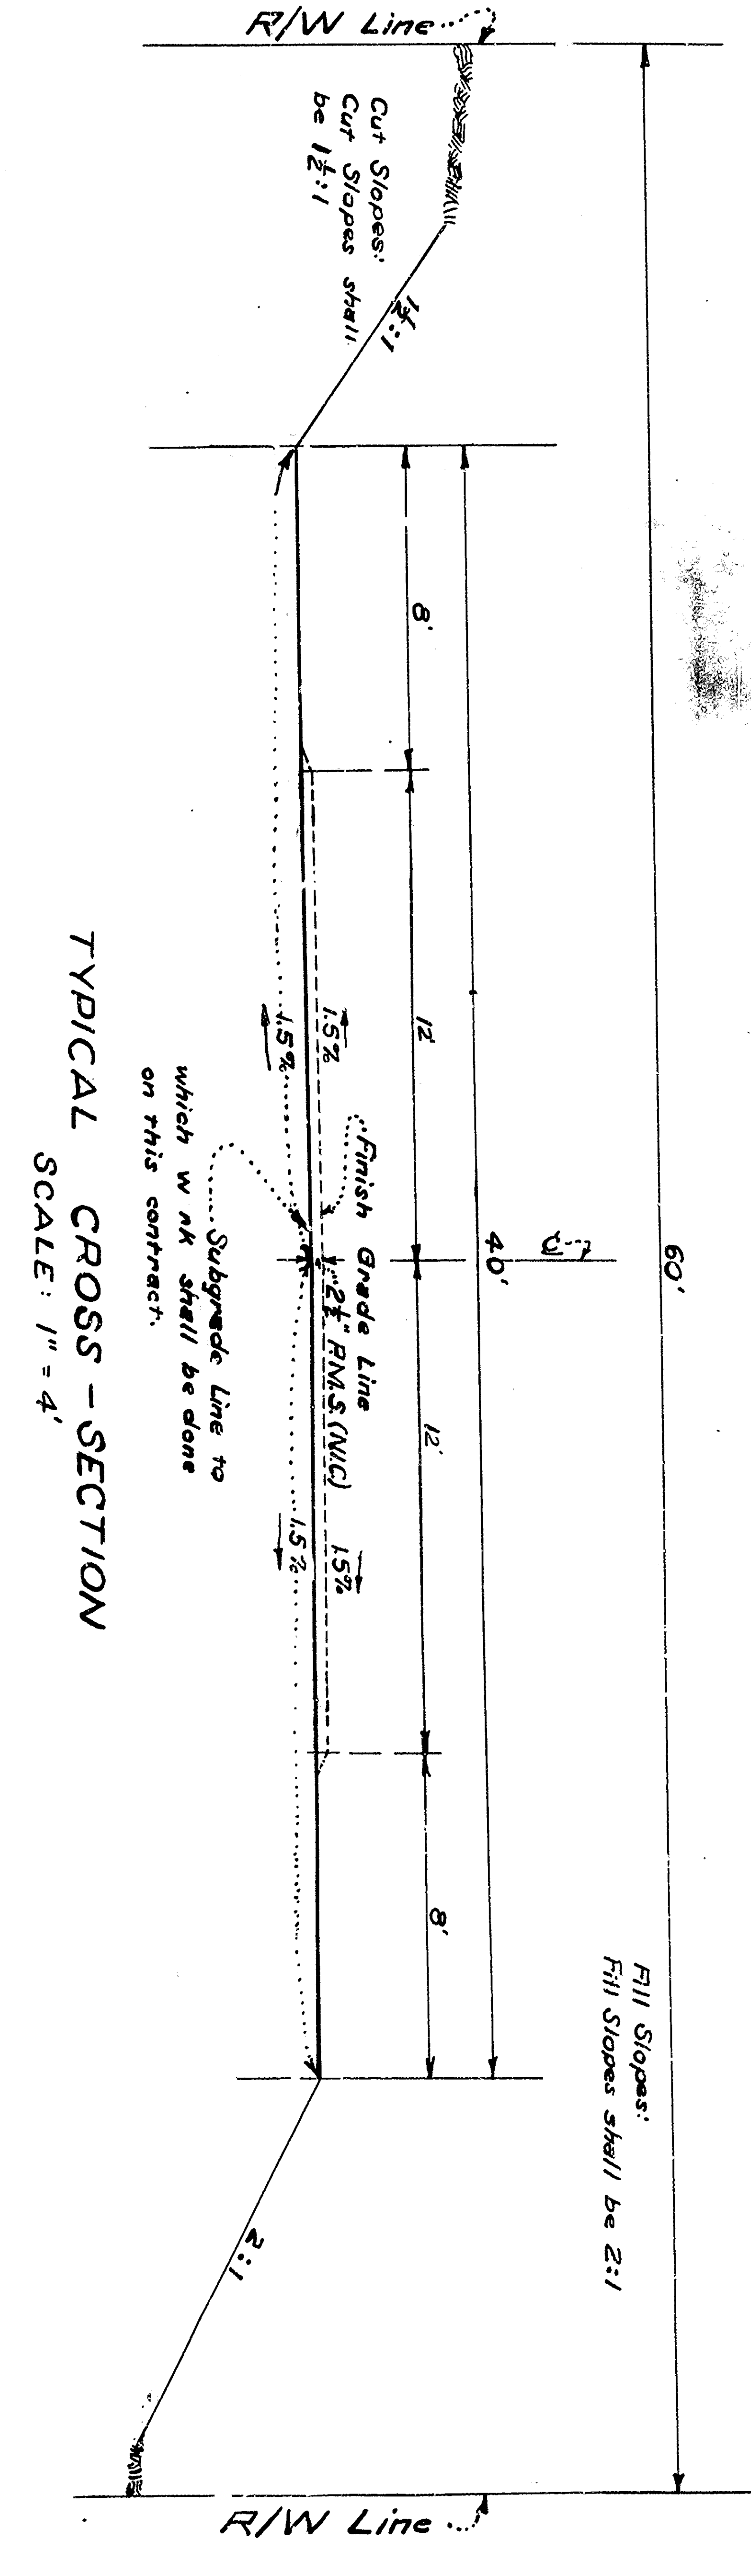 R/W Line
Cut Slopes:
Cut Slopes shall
be 1½:1
1½:1
60'
40'
8'
12'
12'
8'
℄
Fill Slopes:
Fill Slopes shall be 2:1
Finish Grade Line
2½" P.M.S. (N.I.C)
1.5%
1.5%
1.5%
1.5%
Subgrade Line to
which w rk shall be done
on this contract.
2:1
R/W Line
TYPICAL CROSS-SECTION
SCALE: 1" = 4'